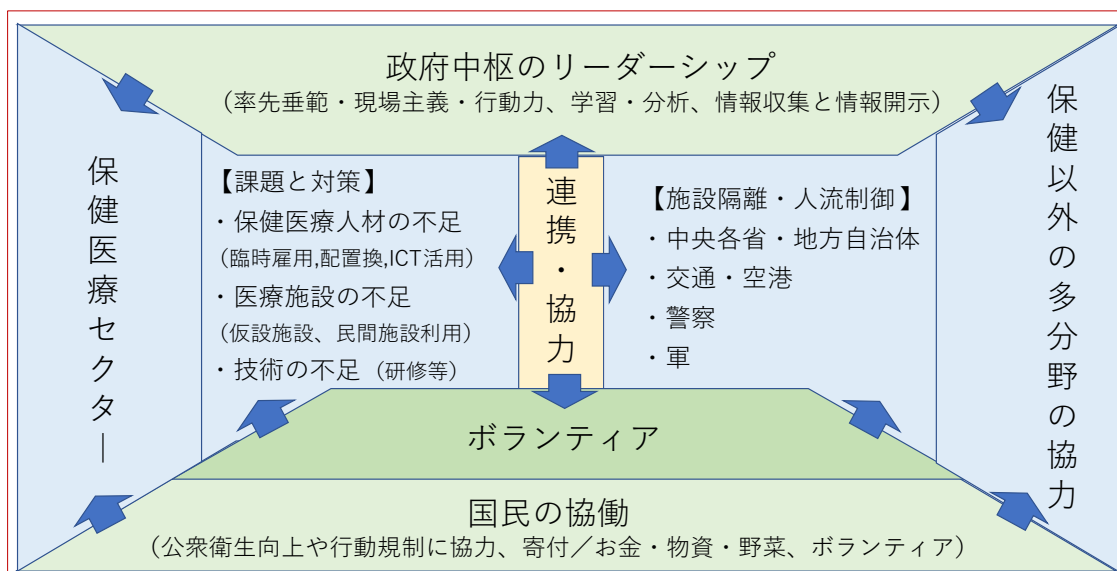 政府中枢のリーダーシップ
（率先垂範・現場主義・行動力、学習・分析、情報収集と情報開示）
保健医療セクター
【課題と対策】
・保健医療人材の不足
(臨時雇用,配置換,ICT活用)
・医療施設の不足
(仮設施設、民間施設利用)
・技術の不足（研修等）
連携・協力
【施設隔離・人流制御】
・中央各省・地方自治体
・交通・空港
・警察
・軍
保健以外の多分野の協力
ボランティア
国民の協働
（公衆衛生向上や行動規制に協力、寄付／お金・物資・野菜、ボランティア）